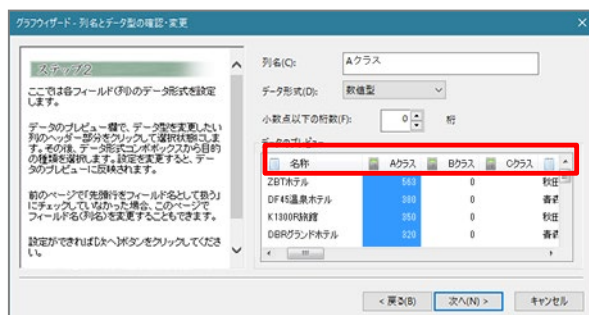 グラフウィザード - 列名とデータ型の確認・変更
ステップ2
ここでは各フィールド(列)のデータ形式を設定
します。
データのプレビュー欄で、データ型を変更したい
列のヘッダー部分をクリックして選択状態にしま
す。その後、データ形式コンボボックスから目的
の種類を選択します。設定を変更すると、デー
タのプレビューに反映されます。
前のページで「先頭行をフィールド名として扱う」
にチェックしていなかった場合、このページで
フィールド名(列名)を変更することもできます。
設定ができれば[次へ]ボタンをクリックしてくださ
い。
列名(C): Aクラス
データ形式(D): 数値型
小数点以下の桁数(F): 0 桁
データのプレビュー
名称 Aクラス Bクラス Cクラス
ZBTホテル 563 0 秋田
DF45温泉ホテル 380 0 青森
K1300R旅館 350 0 秋田
DBRグランドホテル 320 0 青森
< 戻る(B) 次へ(N) > キャンセル